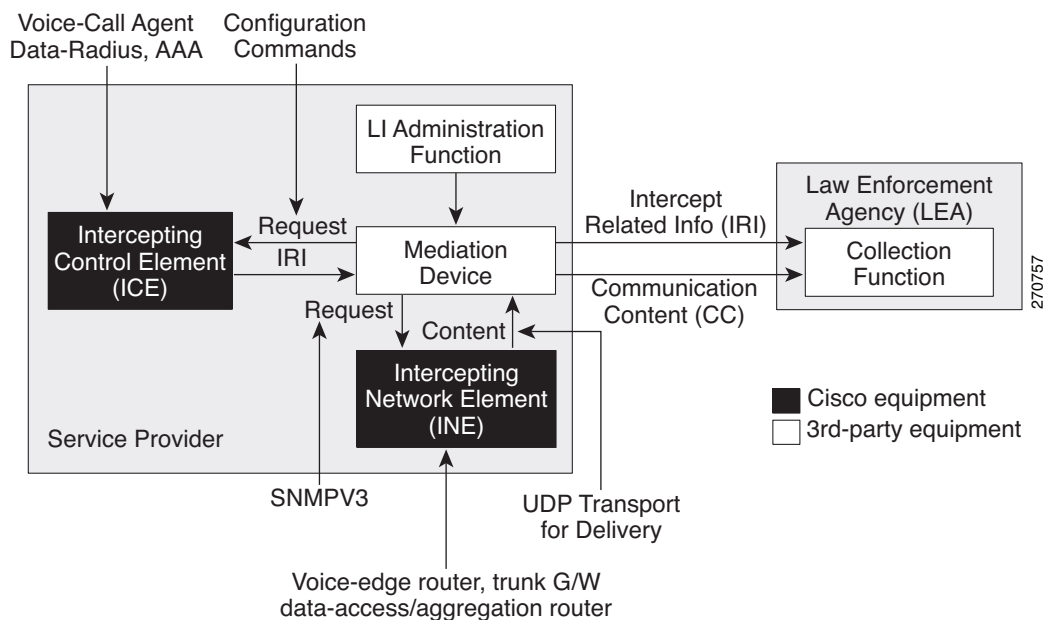 Voice-Call Agent
Data-Radius, AAA
Configuration
Commands
LI Administration
Function
Intercept
Related Info (IRI)
Law Enforcement
Agency (LEA)
Intercepting
Control Element
(ICE)
Request
IRI
Mediation
Device
Collection
Function
270757
Communication
Content (CC)
Request
Content
Intercepting
Network Element
(INE)
Service Provider
Cisco equipment
3rd-party equipment
SNMPV3
UDP Transport
for Delivery
Voice-edge router, trunk G/W
data-access/aggregation router